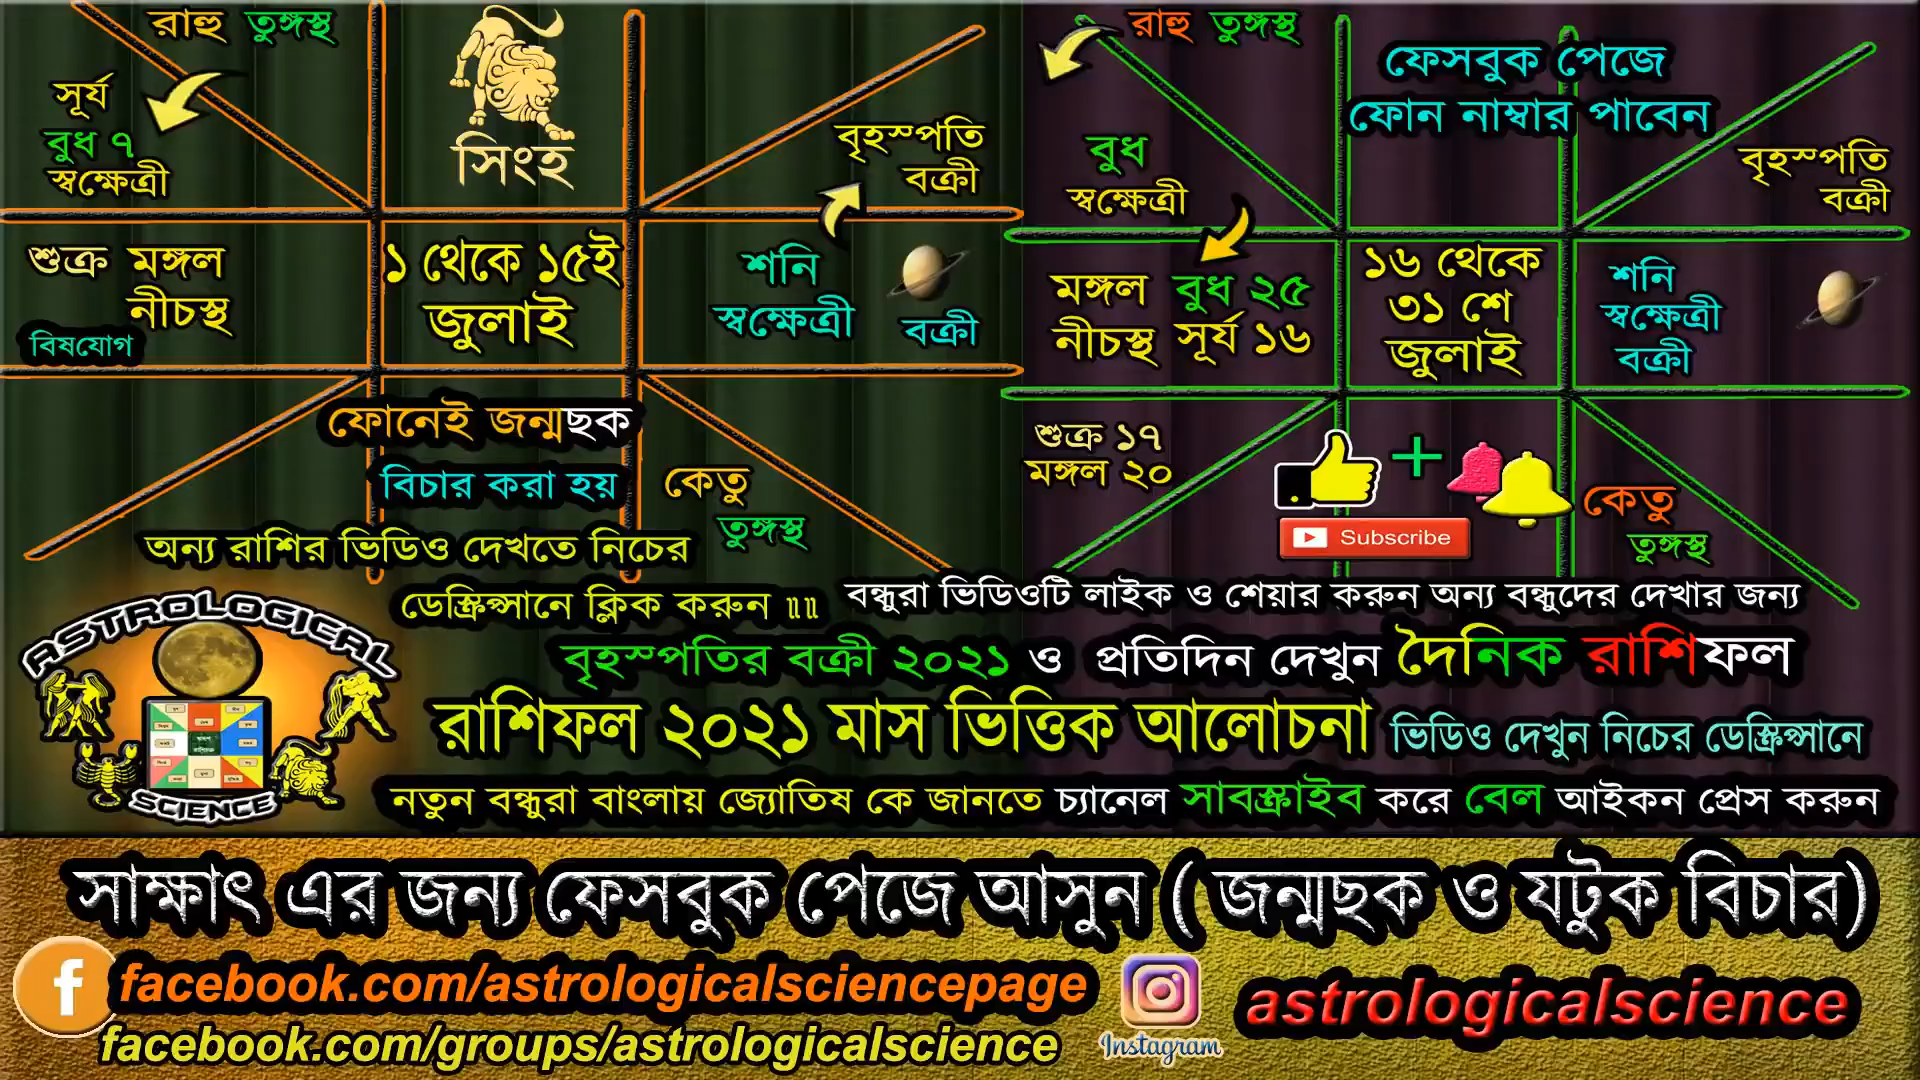 রাহু তুঙ্গস্থ
সূর্য
বুধ ৭
স্বক্ষেত্রী
সিংহ
বৃহস্পতি
বক্রী
শুক্র মঙ্গল
নীচস্থ
বিষযোগ
১ থেকে ১৫ই
জুলাই
শনি
স্বক্ষেত্রী
বক্রী
ফোনেই জন্মছক
বিচার করা হয়
কেতু
তুঙ্গস্থ
রাহু তুঙ্গস্থ
ফেসবুক পেজে
ফোন নাম্বার পাবেন
বুধ
স্বক্ষেত্রী
বৃহস্পতি
বক্রী
মঙ্গল
নীচস্থ
বুধ ২৫
সূর্য ১৬
১৬ থেকে
৩১ শে
জুলাই
শনি
স্বক্ষেত্রী
বক্রী
শুক্র ১৭
মঙ্গল ২০
Subscribe
কেতু
তুঙ্গস্থ
অন্য রাশির ভিডিও দেখতে নিচের
ডেস্ক্রিপ্সানে ক্লিক করুন ॥॥
বন্ধুরা ভিডিওটি লাইক ও শেয়ার করুন অন্য বন্ধুদের দেখার জন্য
ASTROLOGICAL
SCIENCE
বৃহস্পতির বক্রী ২০২১ ও প্রতিদিন দেখুন দৈনিক রাশিফল
রাশিফল ২০২১ মাস ভিত্তিক আলোচনা ভিডিও দেখুন নিচের ডেস্ক্রিপ্সানে
নতুন বন্ধুরা বাংলায় জ্যোতিষ কে জানতে চ্যানেল সাবস্ক্রাইব করে বেল আইকন প্রেস করুন
সাক্ষাৎ এর জন্য ফেসবুক পেজে আসুন ( জন্মছক ও যটুক বিচার)
facebook.com/astrologicalsciencepage
facebook.com/groups/astrologicalscience
Instagram
astrologicalscience